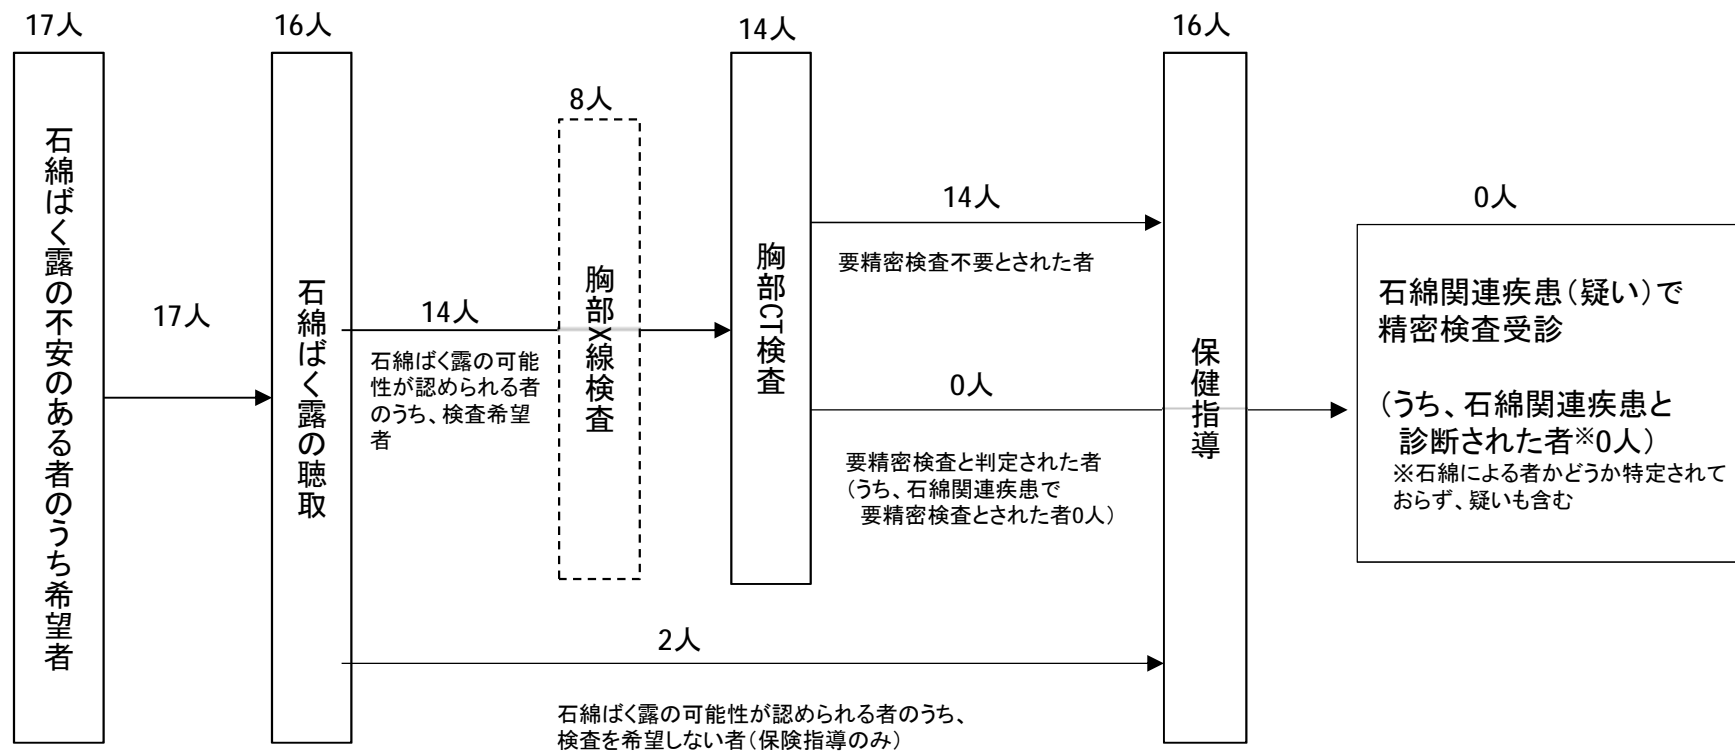 17人
石綿ばく露の不安のある者のうち希望者
17人
16人
石綿ばく露の聴取
14人
石綿ばく露の可能
性が認められる者
のうち、検査希望
者
8人
胸部X線検査
14人
胸部CT検査
14人
要精密検査不要とされた者
0人
要精密検査と判定された者
(うち、石綿関連疾患で
要精密検査とされた者0人)
2人
石綿ばく露の可能性が認められる者のうち、
検査を希望しない者(保険指導のみ)
16人
保健指導
0人
石綿関連疾患(疑い)で
精密検査受診
(うち、石綿関連疾患と
診断された者※0人)
※石綿による者かどうか特定されて
おらず、疑いも含む